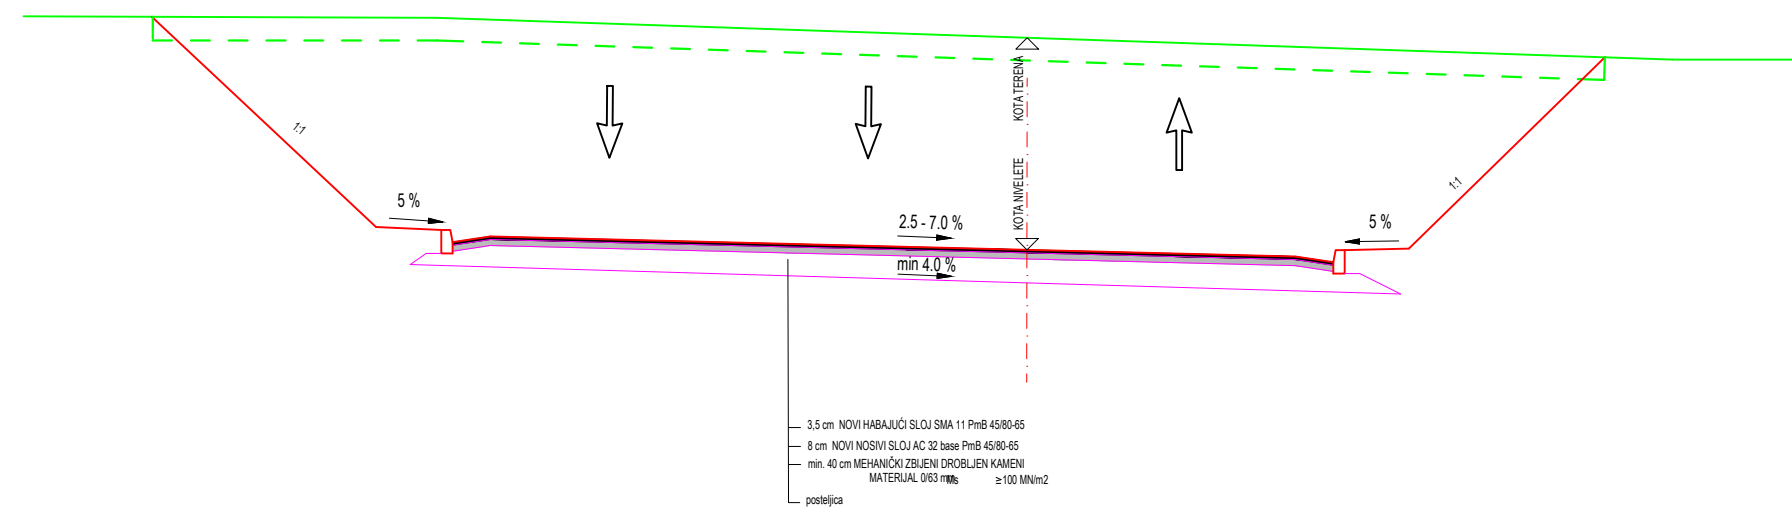 KOTA TERENA
1:1
1:1
KOTA NIVELETE
5 %
2.5 - 7.0 %
5 %
min 4.0 %
3,5 cm NOVI HABAJUĆI SLOJ SMA 11 PmB 45/80-65
8 cm NOVI NOSIVI SLOJ AC 32 base PmB 45/80-65
min. 40 cm MEHANIČKI ZBIJENI DROBLJEN KAMENI
MATERIJAL 0/63 mm Ms ≥100 MN/m2
posteljica